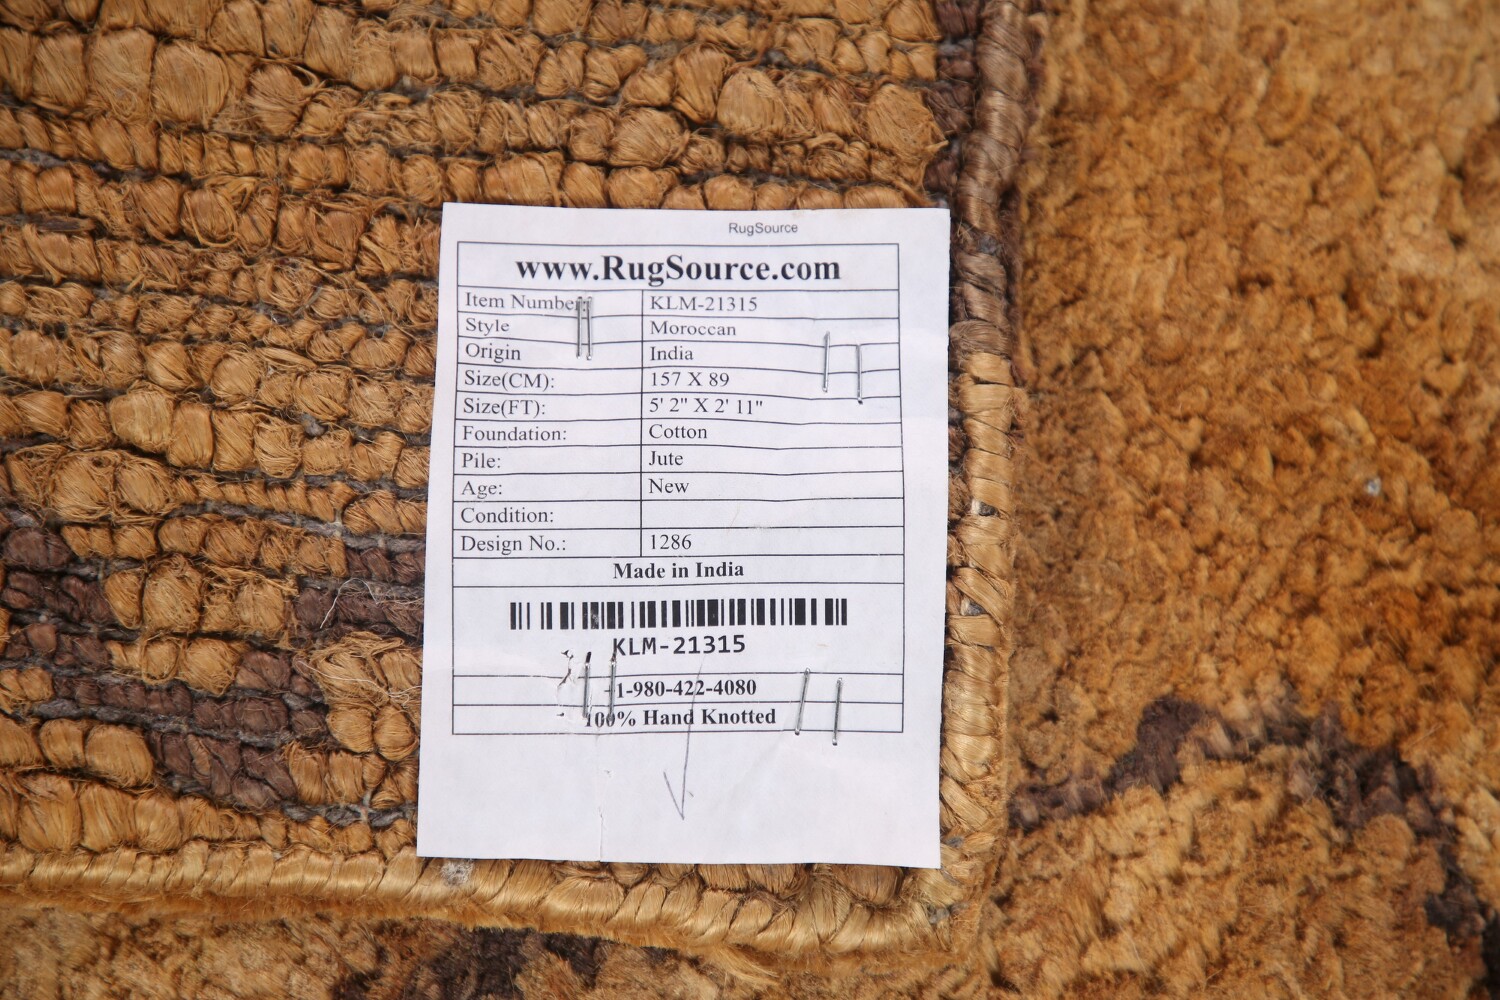 RugSource
www.RugSource.com
Item Number KLM-21315
Style Moroccan
Origin India
Size(CM): 157 X 89
Size(FT): 5' 2" X 2' 11"
Foundation: Cotton
Pile: Jute
Age: New
Condition:
Design No.: 1286
Made in India
KLM-21315
1-980-422-4080
100% Hand Knotted